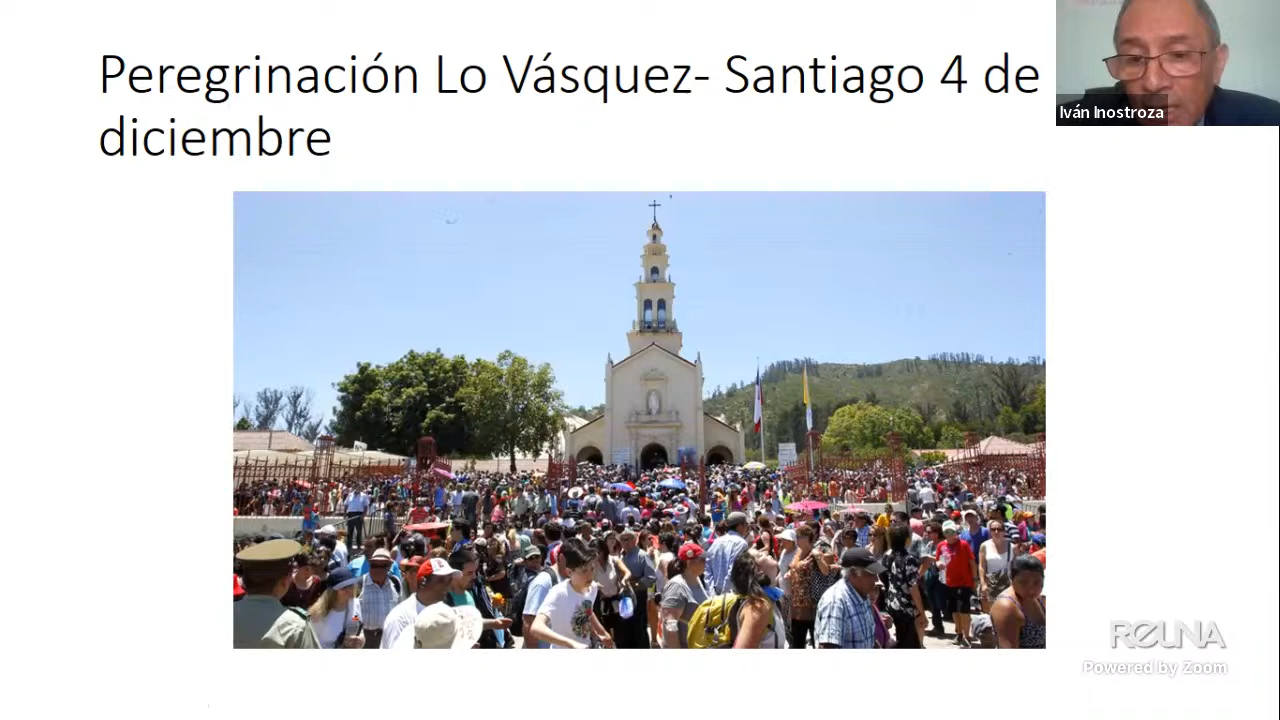 Peregrinación Lo Vásquez- Santiago 4 de
diciembre
Iván Inostroza
REUNA
Powered by Zoom